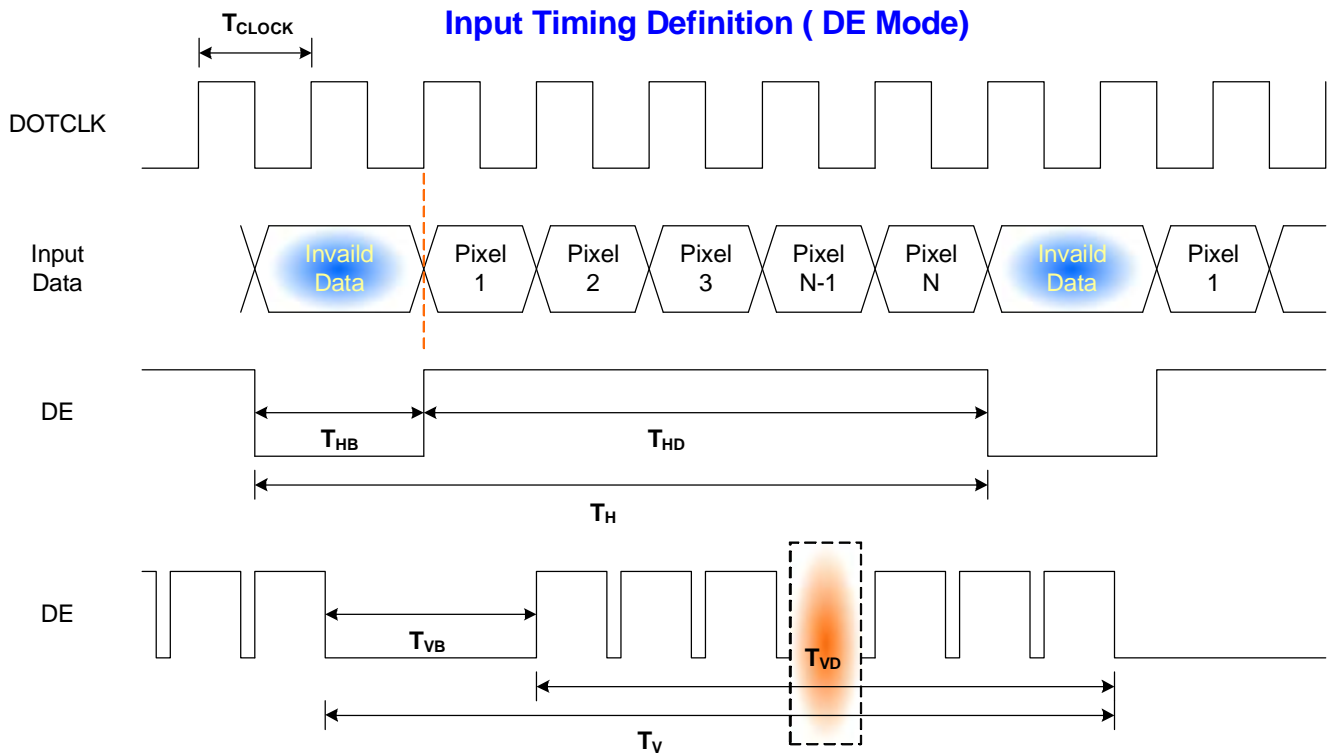 Input Timing Definition ( DE Mode)
TCLOCK
DOTCLK
Input
Data
Invaild
Data
Pixel
1
Pixel
2
Pixel
3
Pixel
N-1
Pixel
N
Invaild
Data
Pixel
1
DE
THB
THD
TH
DE
TVB
TVD
TV